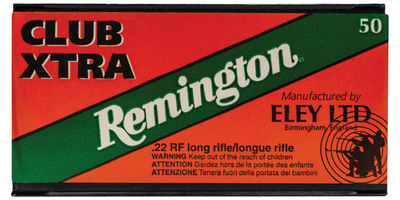 CLUB
XTRA
50
Remington
Manufactured by
ELEY LTD
Birmingham, England
.22 RF long rifle/longue rifle
WARNING Keep out of the reach of children
ATTENTION Gardez hors de la portée des enfants
ATTENZIONE Tenere fuori della portata dei bambini